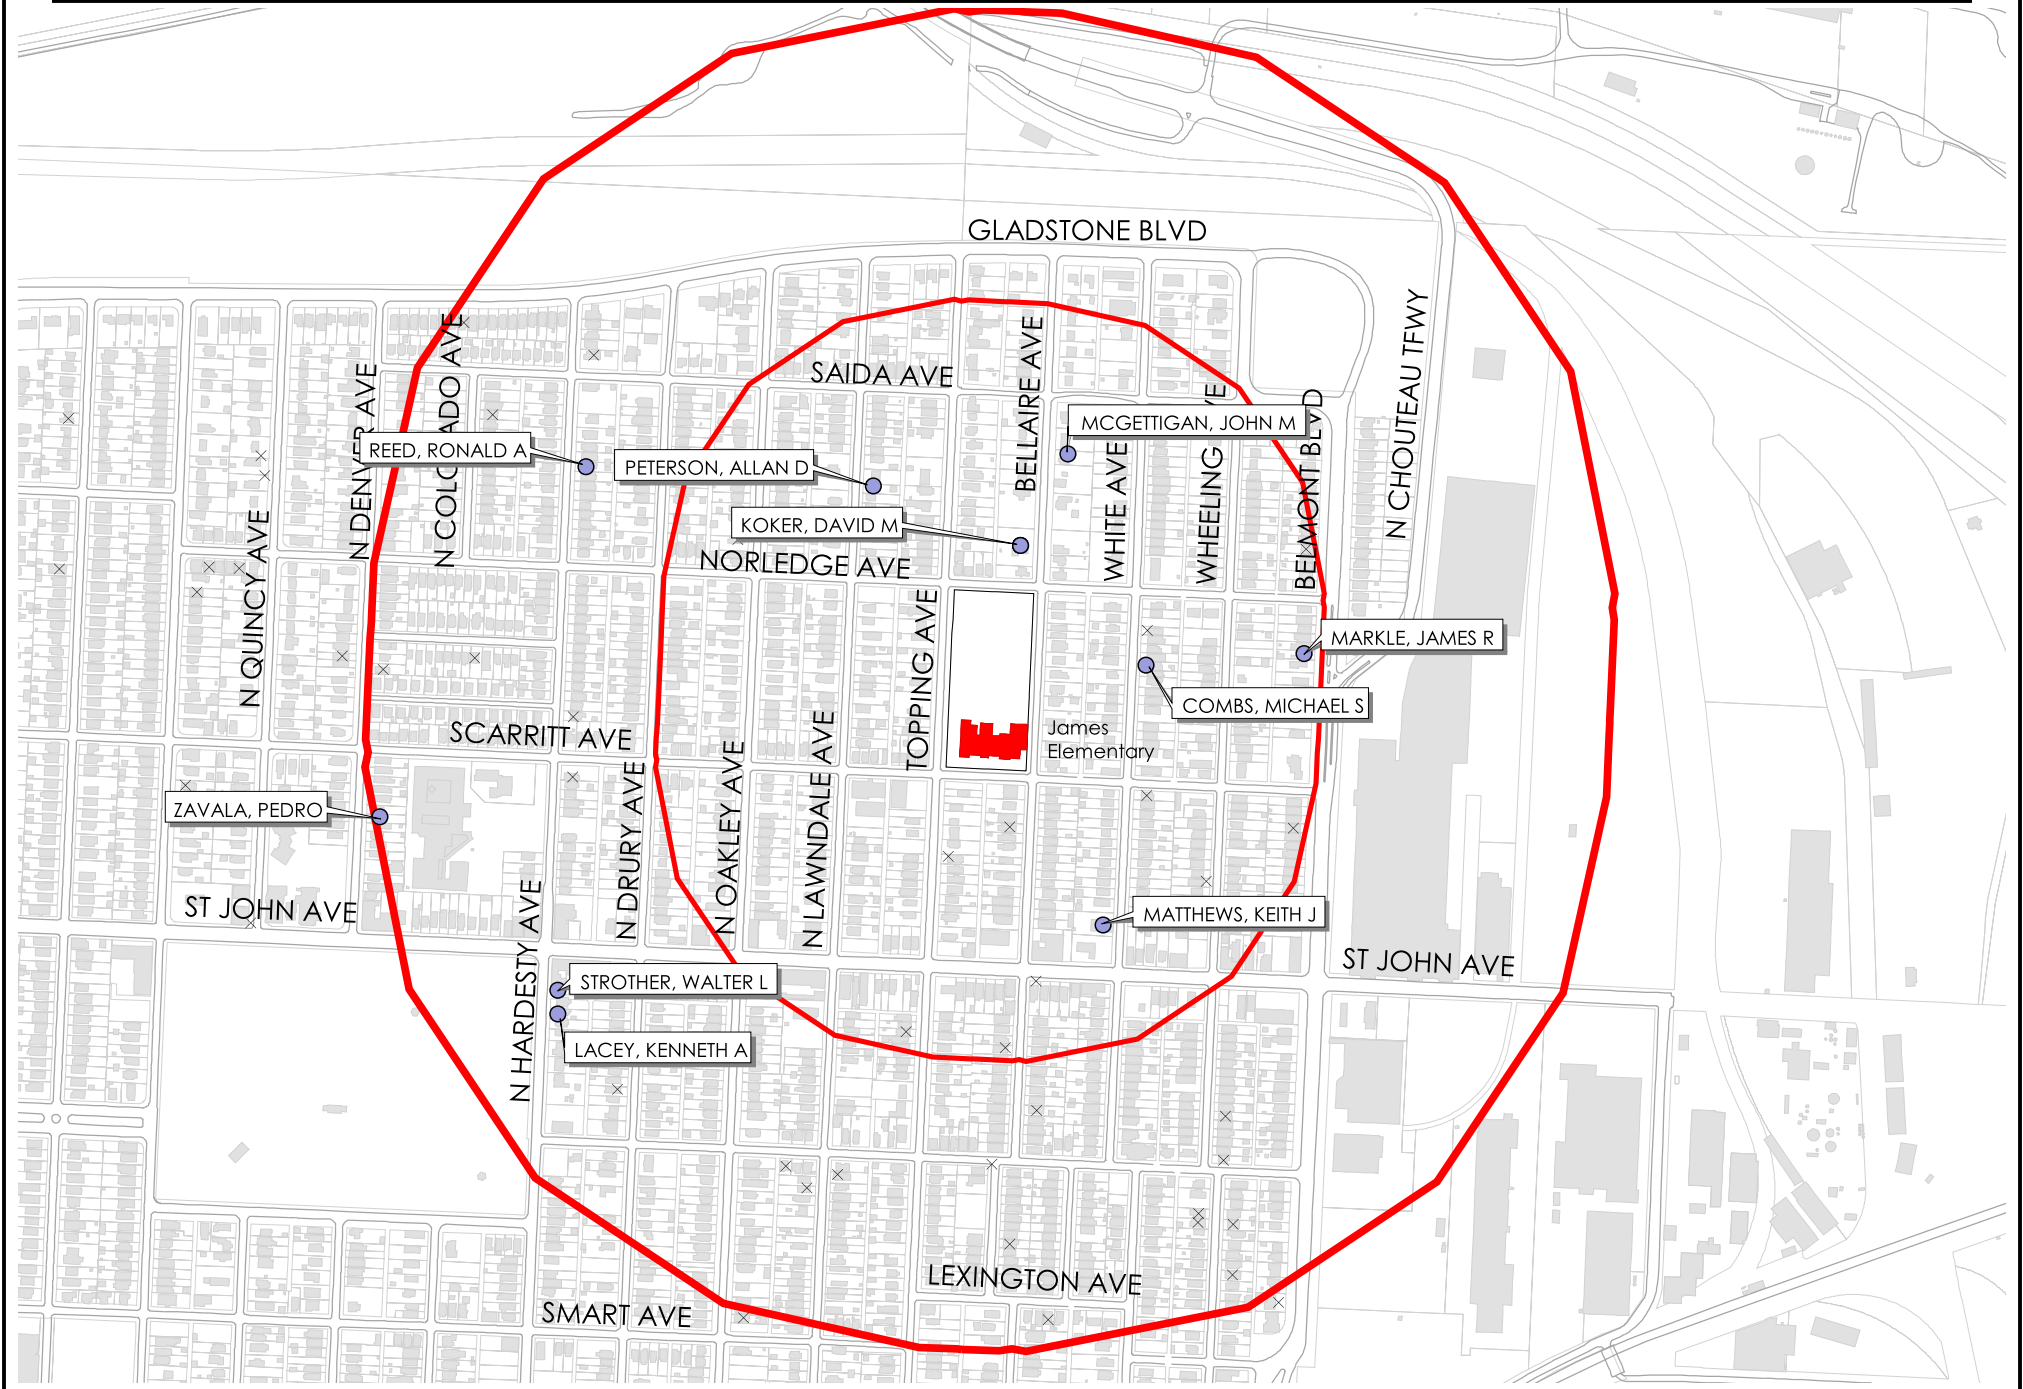 GLADSTONE BLVD
SAIDA AVE
BELLAIRE AVE
N CHOUTEAU TFWY
N DENVER AVE
N COLORADO AVE
MCGETTIGAN, JOHN M
REED, RONALD A
PETERSON, ALLAN D
WHITE AVE
WHEELING AVE
BELMONT BLVD
KOKER, DAVID M
NORLEDGE AVE
N QUINCY AVE
TOPPING AVE
MARKLE, JAMES R
COMBS, MICHAEL S
SCARRITT AVE
James
Elementary
N OAKLEY AVE
N LAWNDALE AVE
N DRURY AVE
ZAVALA, PEDRO
ST JOHN AVE
N HARDESTY AVE
MATTHEWS, KEITH J
ST JOHN AVE
STROTHER, WALTER L
LACEY, KENNETH A
LEXINGTON AVE
SMART AVE